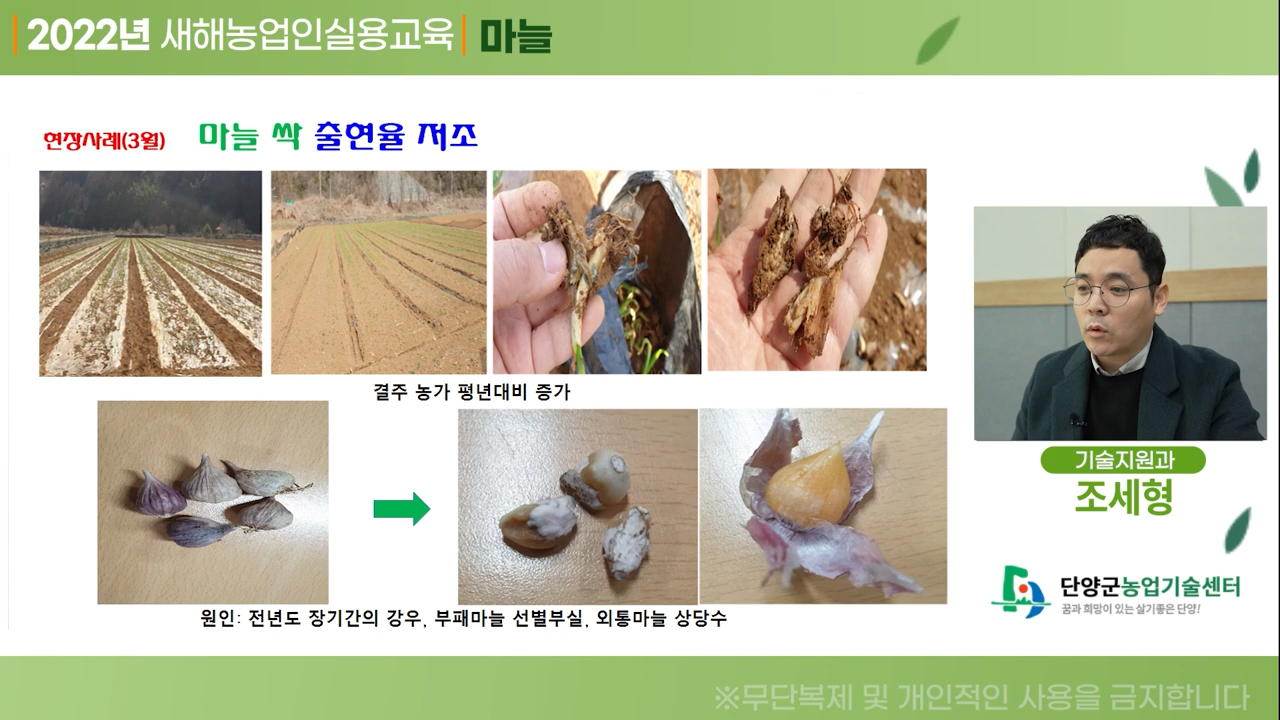 2022년 새해농업인실용교육 마늘
현장사례(3월) 마늘 싹 출현율 저조
결주 농가 평년대비 증가
원인: 전년도 장기간의 강우, 부패마늘 선별부실, 외통마늘 상당수
기술지원과
조세형
단양군농업기술센터
꿈과 희망이 있는 살기좋은 단양!
※무단복제 및 개인적인 사용을 금지합니다